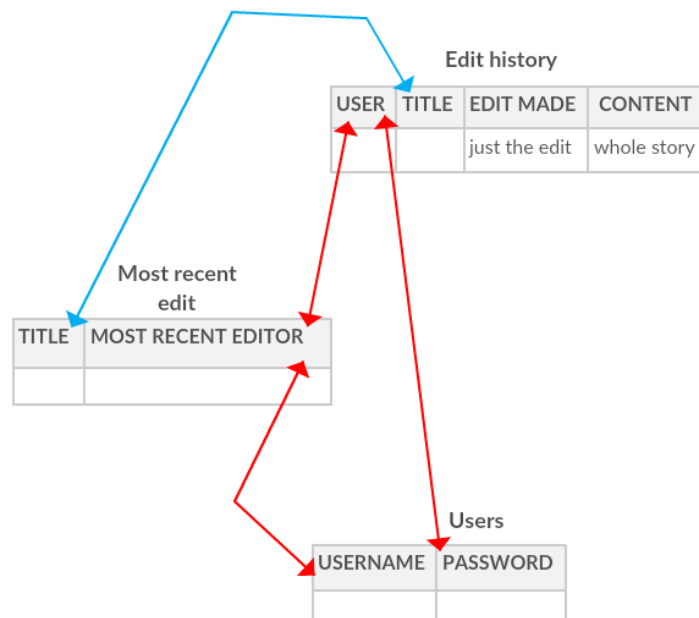 Edit history
USER TITLE EDIT MADE CONTENT
just the edit whole story
Most recent
edit
TITLE MOST RECENT EDITOR
Users
USERNAME PASSWORD